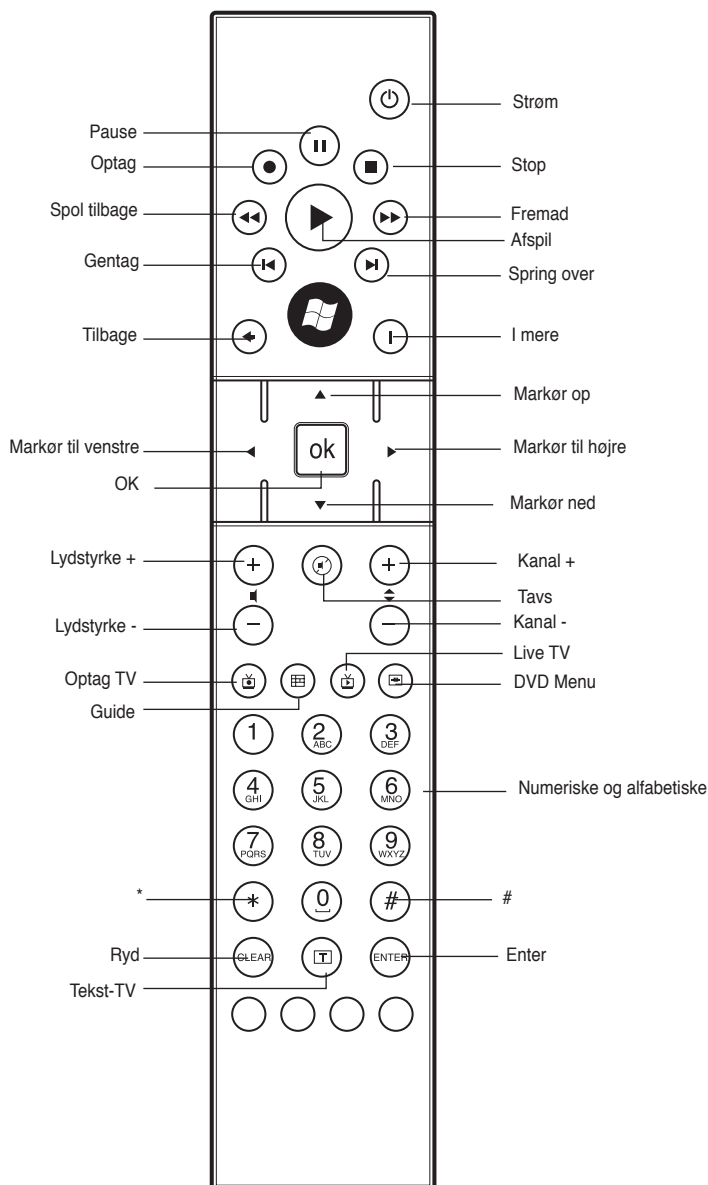 Strøm
Pause
Optag
Stop
Spol tilbage
Fremad
Afspil
Gentag
Spring over
Tilbage
I mere
Markør op
Markør til venstre
ok
Markør til højre
OK
Markør ned
Lydstyrke +
Kanal +
Tavs
Lydstyrke -
Kanal -
Live TV
Optag TV
DVD Menu
Guide
1
2 ABC
3 DEF
4 GHI
5 JKL
6 MNO
Numeriske og alfabetiske
7 PQRS
8 TUV
9 WXYZ
*
* 0 #
#
Ryd
CLEAR
T
ENTER
Enter
Tekst-TV